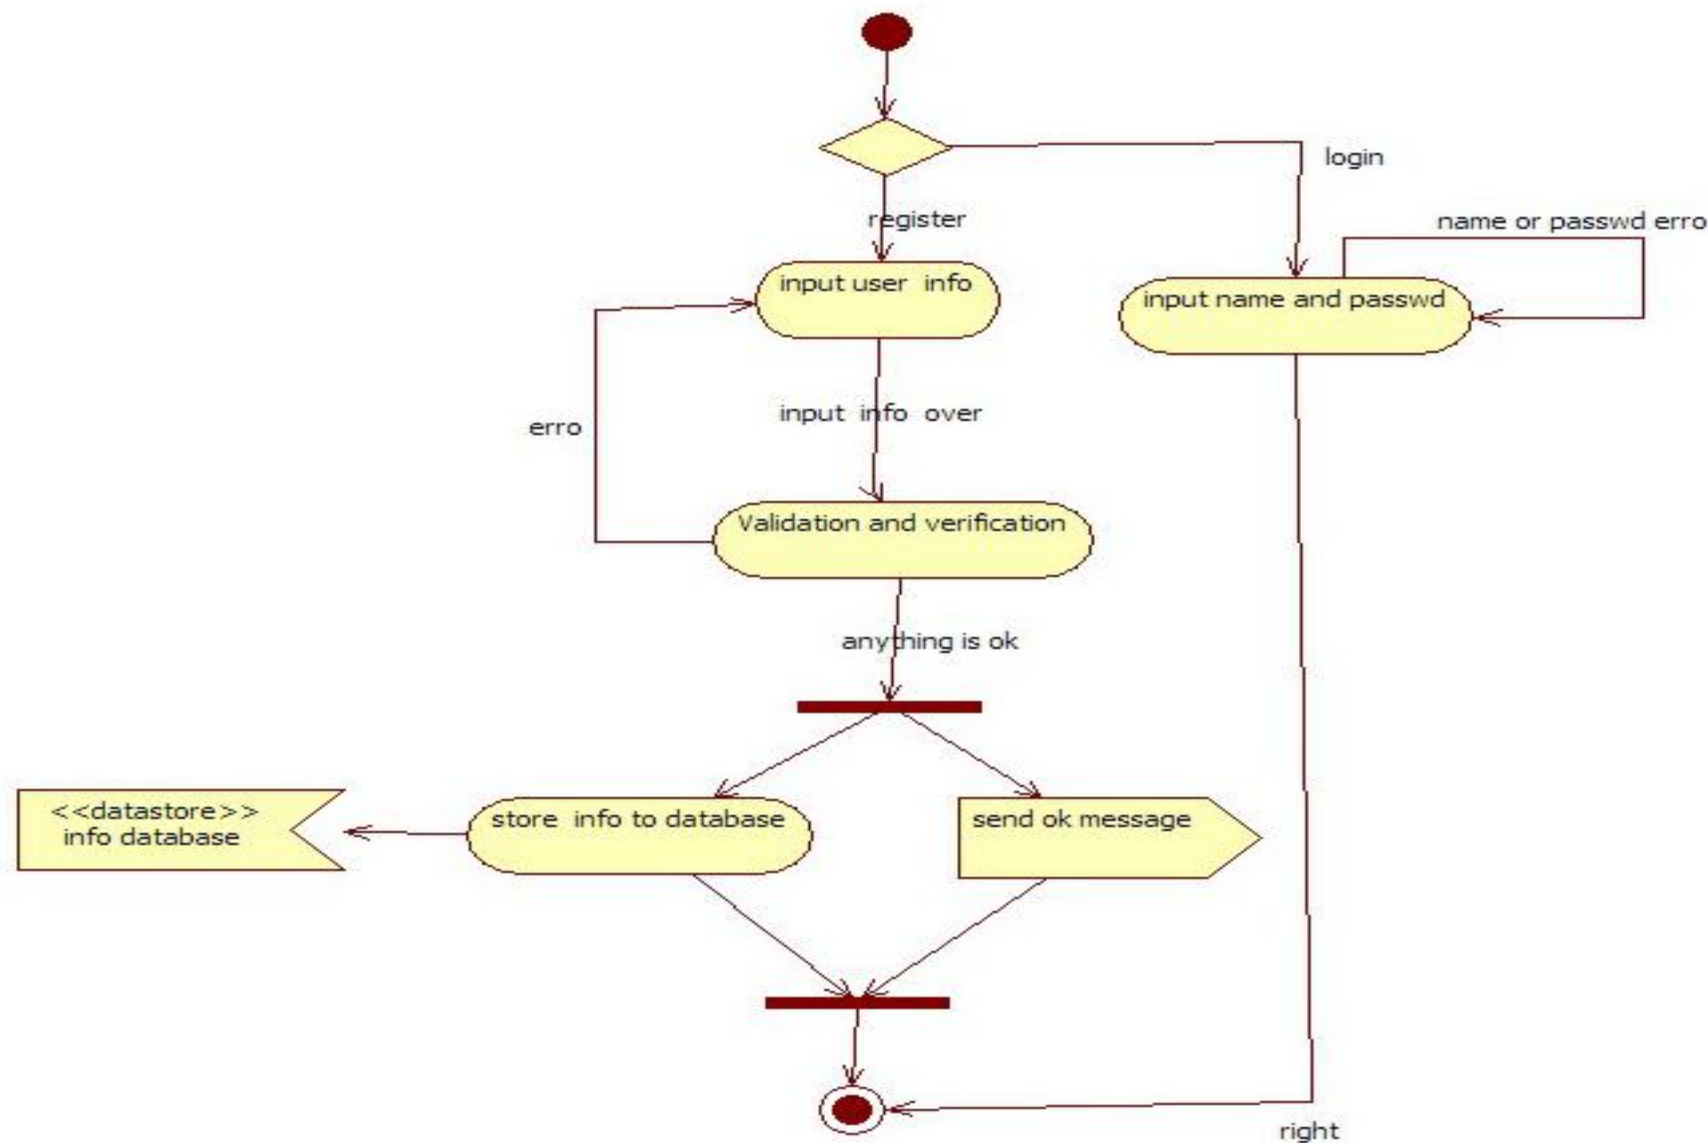 login
register
name or passwd erro
input user  info
input name and passwd
input  info  over
erro
Validation and verification
anything is ok
<<datastore>>
info database
store  info to database
send ok message
right